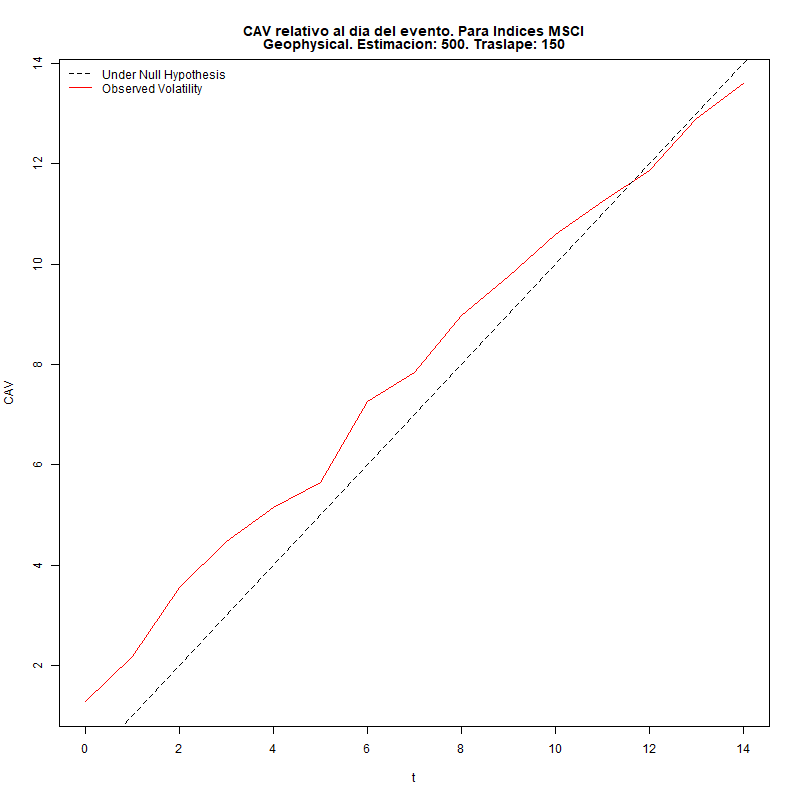 CAV relativo al dia del evento. Para Indices MSCI
Geophysical. Estimacion: 500. Traslape: 150
Under Null Hypothesis
Observed Volatility
14
12
10
8
6
4
2
CAV
0 2 4 6 8 10 12 14
t